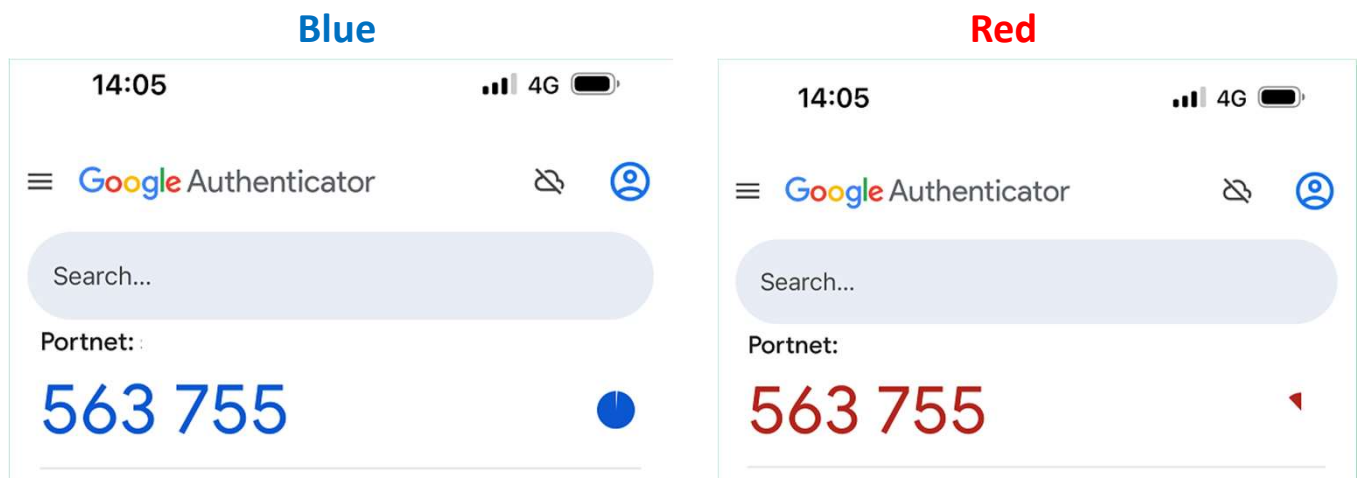 Blue
14:05 4G
Google Authenticator
Search...
Portnet:
563 755
Red
14:05 4G
Google Authenticator
Search...
Portnet:
563 755